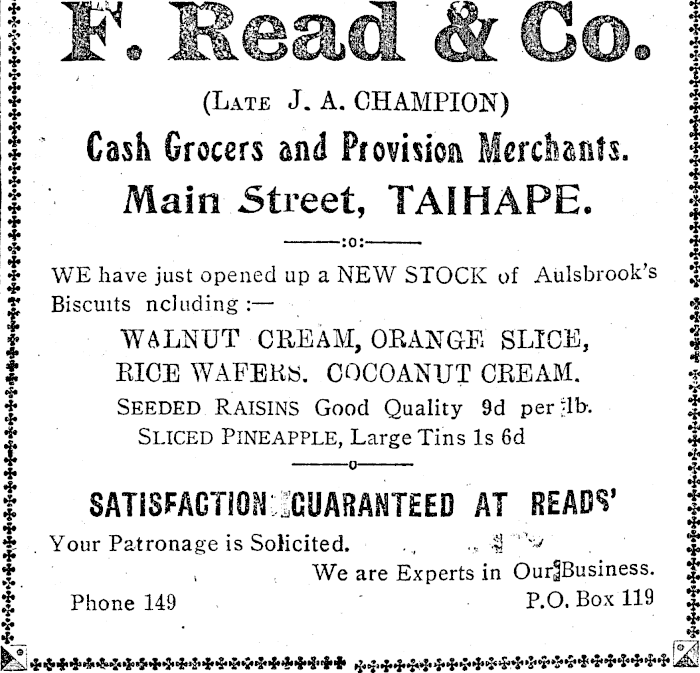 F. Read & Co.
(LATE J. A. CHAMPION)
Cash Grocers and Provision Merchants.
Main Street, TAIHAPE.
——:o:——
WE have just opened up a NEW STOCK of Aulsbrook's
Biscuits ncluding :—
WALNUT CREAM, ORANGE SLICE,
RICE WAFERS. COCOANUT CREAM.
SEEDED RAISINS Good Quality 9d per lb.
SLICED PINEAPPLE, Large Tins 1s 6d
——o——
SATISFACTION GUARANTEED AT READS'
Your Patronage is Solicited.
We are Experts in Our Business.
Phone 149
P.O. Box 119